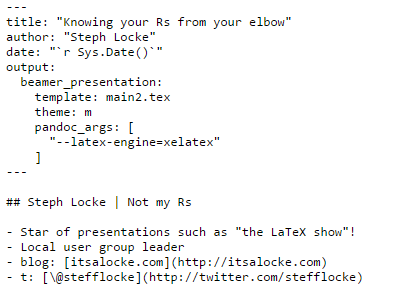 ---
title: "Knowing your Rs from your elbow"
author: "Steph Locke"
date: "`r Sys.Date()`"
output:
  beamer_presentation:
    template: main2.tex
    theme: m
    pandoc_args: [
      "--latex-engine=xelatex"
    ]
---

## Steph Locke | Not my Rs

- Star of presentations such as "the LaTeX show"!
- Local user group leader
- blog: [itsalocke.com](http://itsalocke.com)
- t: [\@stefflocke](http://twitter.com/stefflocke)